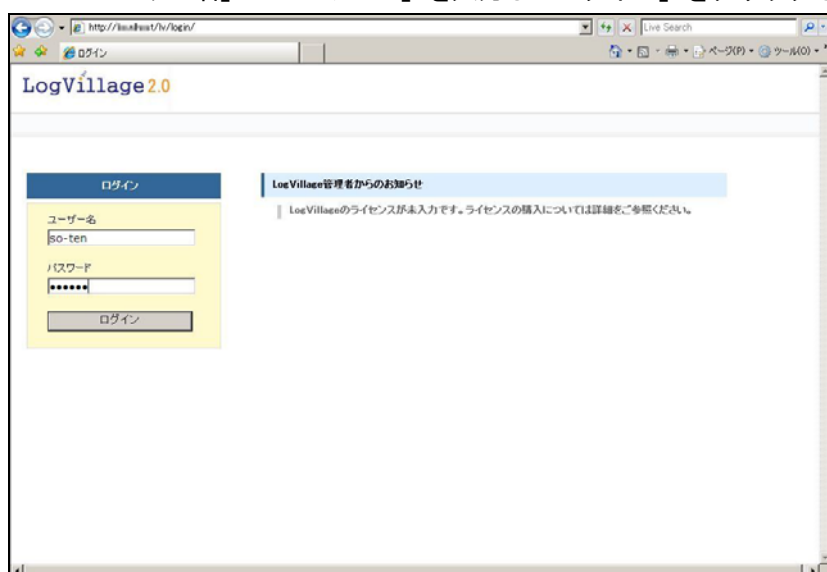 http://localhost/lv/login/
Live Search
ログイン
ページ(P)
ツール(O)
LogVillage 2.0
ログイン
LogVillage管理者からのお知らせ
LogVillageのライセンスが未入力です。ライセンスの購入については詳細をご参照ください。
ユーザー名
so-ten
パスワード
••••••
ログイン